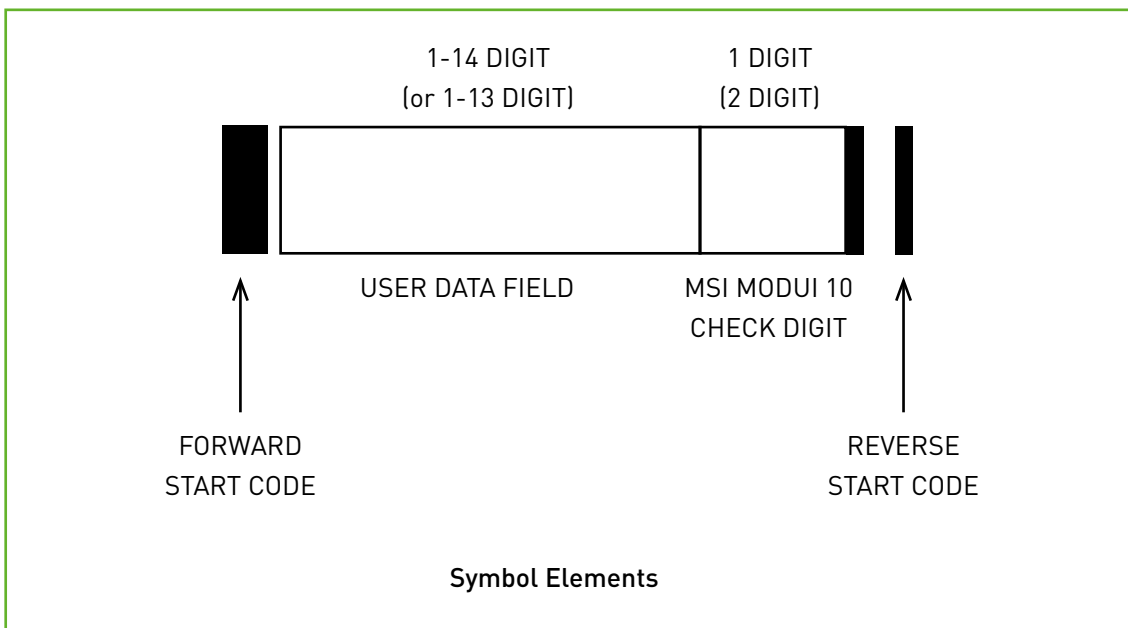 1-14 DIGIT
(or 1-13 DIGIT)
1 DIGIT
(2 DIGIT)
USER DATA FIELD
MSI MODUI 10
CHECK DIGIT
FORWARD
START CODE
REVERSE
START CODE
Symbol Elements